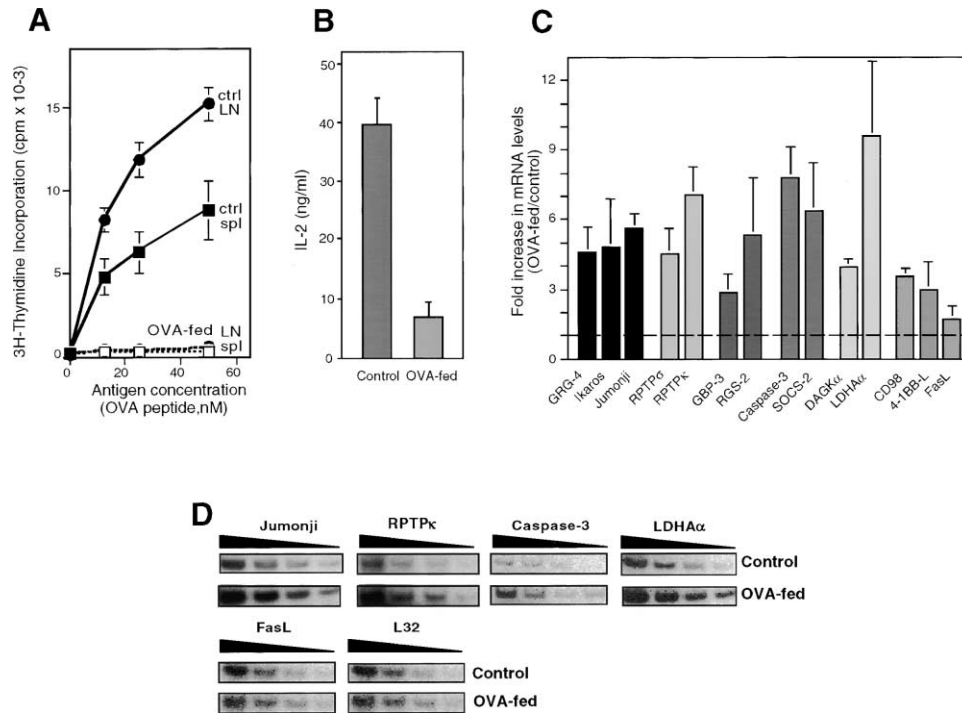 A
3H-Thymidine Incorporation (cpm x 10-3)
15
10
5
0
ctrl
LN
ctrl
spl
OVA-fed
LN
spl
0
20
40
60
Antigen concentration
(OVA peptide,nM)
B
IL-2 (ng/ml)
50
40
30
20
10
0
Control
OVA-fed
C
Fold increase in mRNA levels
(OVA-fed/control)
12
9
6
3
0
GRG-4
Ikaros
Jumonji
RPTPσ
RPTPκ
GBP-3
RGS-2
Caspase-3
SOCS-2
DAGKα
LDHAα
CD98
4-1BB-L
FasL
D
Jumonji
RPTPκ
Caspase-3
LDHAα
Control
OVA-fed
FasL
L32
Control
OVA-fed